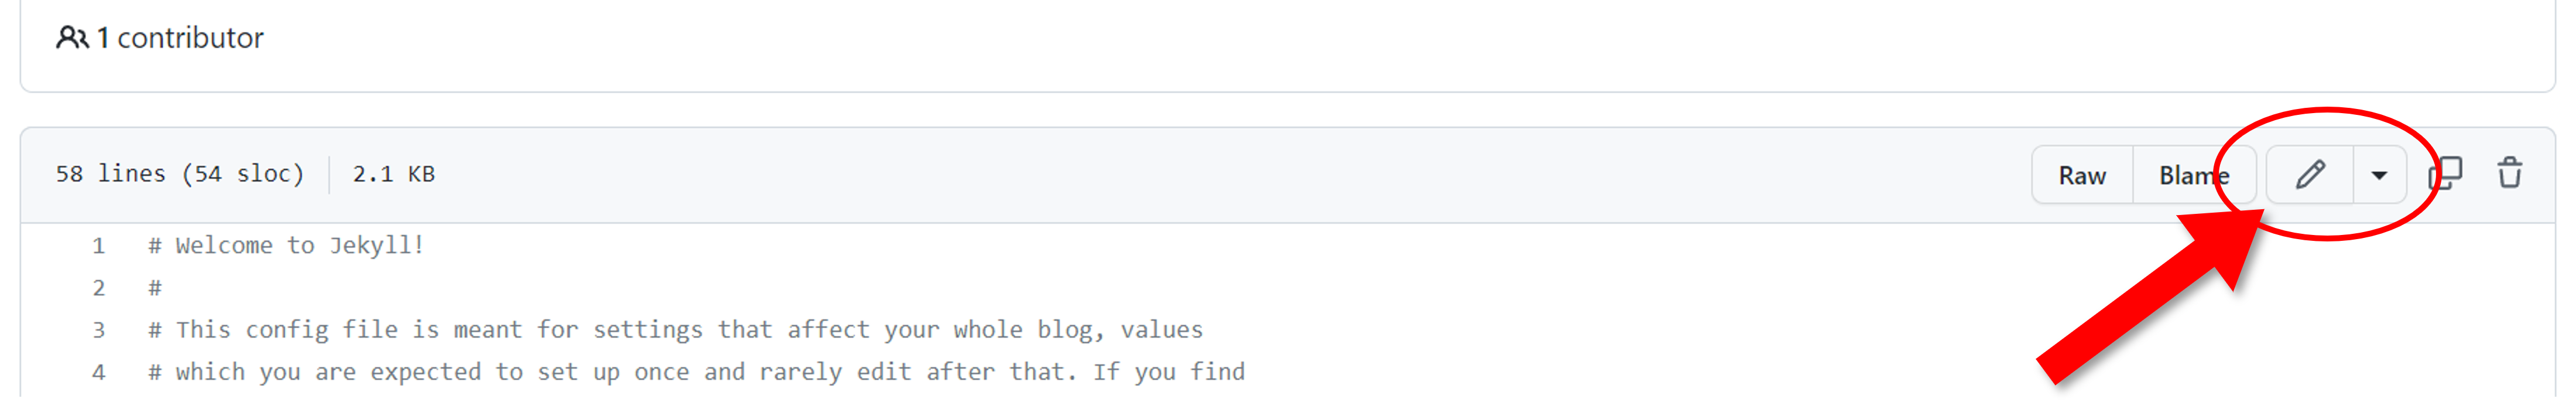 1 contributor
58 lines (54 sloc) 2.1 KB Raw Blame
1 # Welcome to Jekyll!
2 #
3 # This config file is meant for settings that affect your whole blog, values
4 # which you are expected to set up once and rarely edit after that. If you find